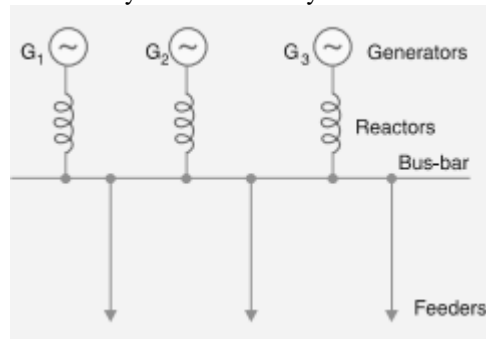 G1 ~ G2 ~ G3 ~ Generators
Reactors
Bus-bar
Feeders